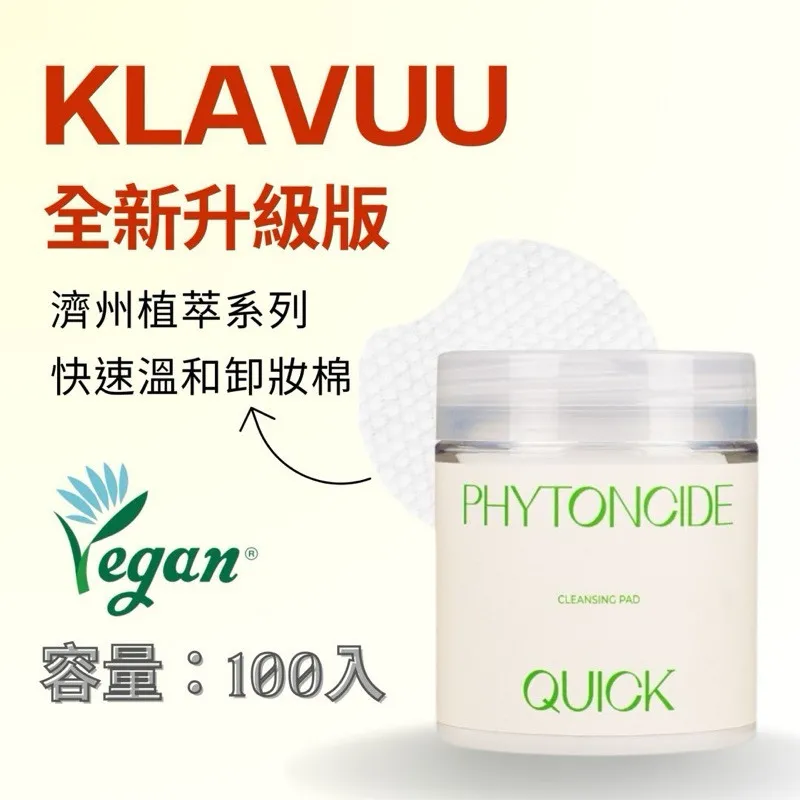 KLAVUU
全新升級版
濟州植萃系列
快速溫和卸妝棉
Vegan®
容量：100入
PHYTONCIDE
CLEANSING PAD
QUICK